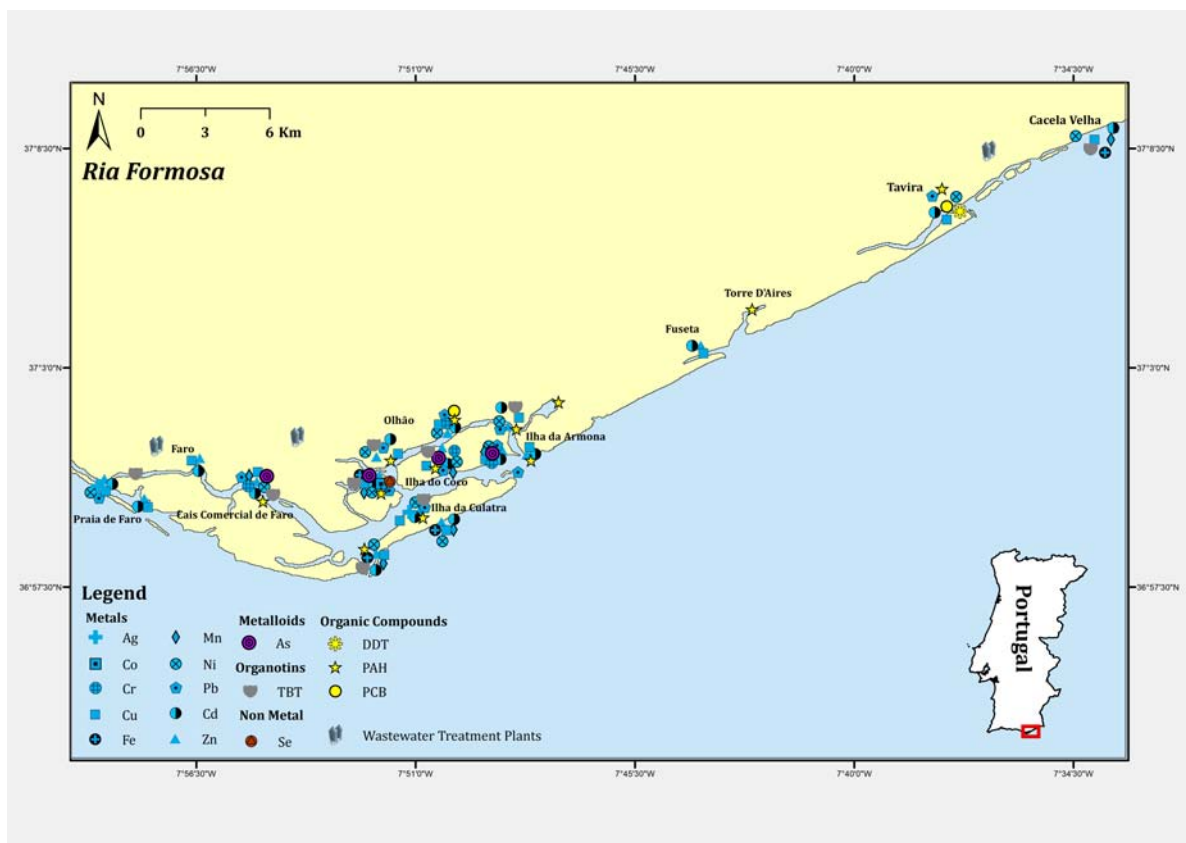 7°56'30"W 7°51'0"W 7°45'30"W 7°40'0"W 7°34'30"W
N
0 3 6 Km
Cacela Velha
37°8'30"N 37°8'30"N
Ria Formosa
Tavira
Torre D'Aires
Fuseta
37°3'0"N 37°3'0"N
Olhão
Ilha da Armona
Faro
Ilha do Coco
Ilha da Culatra
Cais Comercial de Faro
Praia de Faro
36°57'30"N 36°57'30"N
Legend
Metals
Ag
Co
Cr
Cu
Fe
Mn
Ni
Pb
Cd
Zn
Metalloids
As
Organotins
TBT
Non Metal
Se
Organic Compounds
DDT
PAH
PCB
Wastewater Treatment Plants
Portugal
7°56'30"W 7°51'0"W 7°45'30"W 7°40'0"W 7°34'30"W